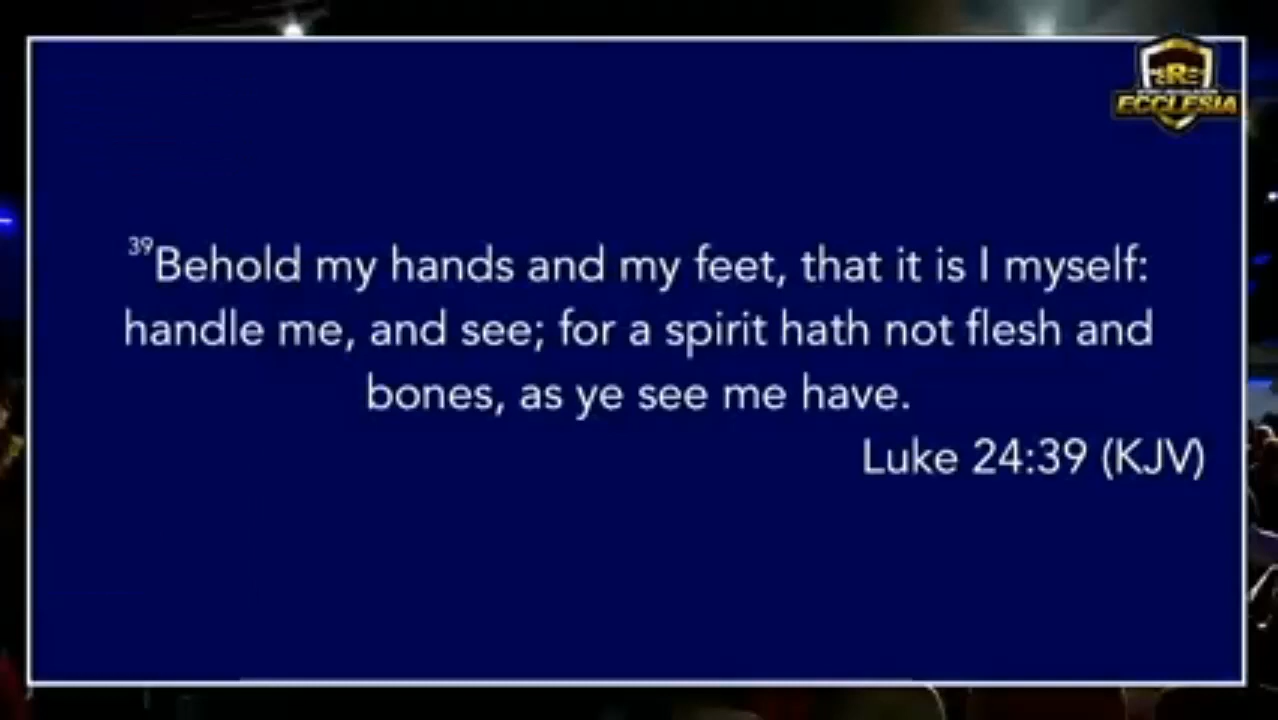 ECCLESIA
39Behold my hands and my feet, that it is I myself:
handle me, and see; for a spirit hath not flesh and
bones, as ye see me have.
Luke 24:39 (KJV)